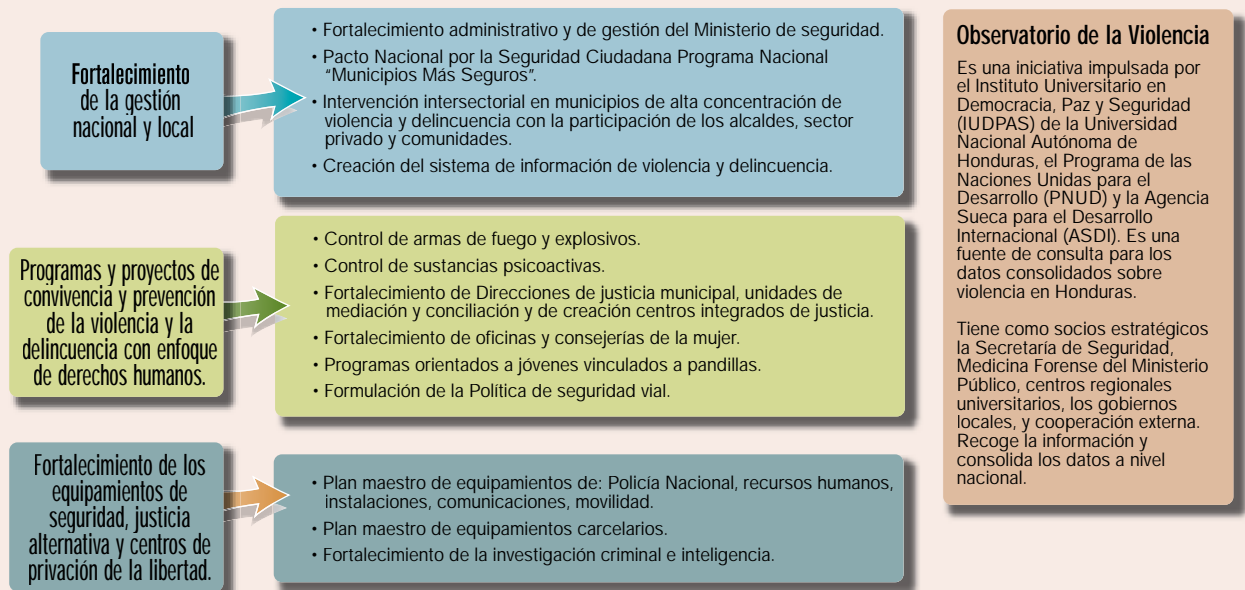 Fortalecimiento
de la gestión
nacional y local
• Fortalecimiento administrativo y de gestión del Ministerio de seguridad.
• Pacto Nacional por la Seguridad Ciudadana Programa Nacional
“Municipios Más Seguros”.
• Intervención intersectorial en municipios de alta concentración de
violencia y delincuencia con la participación de los alcaldes, sector
privado y comunidades.
• Creación del sistema de información de violencia y delincuencia.
Programas y proyectos de
convivencia y prevención
de la violencia y la
delincuencia con enfoque
de derechos humanos.
• Control de armas de fuego y explosivos.
• Control de sustancias psicoactivas.
• Fortalecimiento de Direcciones de justicia municipal, unidades de
mediación y conciliación y de creación centros integrados de justicia.
• Fortalecimiento de oficinas y consejerías de la mujer.
• Programas orientados a jóvenes vinculados a pandillas.
• Formulación de la Política de seguridad vial.
Fortalecimiento de los
equipamientos de
seguridad, justicia
alternativa y centros de
privación de la libertad.
• Plan maestro de equipamientos de: Policía Nacional, recursos humanos,
instalaciones, comunicaciones, movilidad.
• Plan maestro de equipamientos carcelarios.
• Fortalecimiento de la investigación criminal e inteligencia.
Observatorio de la Violencia
Es una iniciativa impulsada por
el Instituto Universitario en
Democracia, Paz y Seguridad
(IUDPAS) de la Universidad
Nacional Autónoma de
Honduras, el Programa de las
Naciones Unidas para el
Desarrollo (PNUD) y la Agencia
Sueca para el Desarrollo
Internacional (ASDI). Es una
fuente de consulta para los
datos consolidados sobre
violencia en Honduras.
Tiene como socios estratégicos
la Secretaría de Seguridad,
Medicina Forense del Ministerio
Público, centros regionales
universitarios, los gobiernos
locales, y cooperación externa.
Recoge la información y
consolida los datos a nivel
nacional.